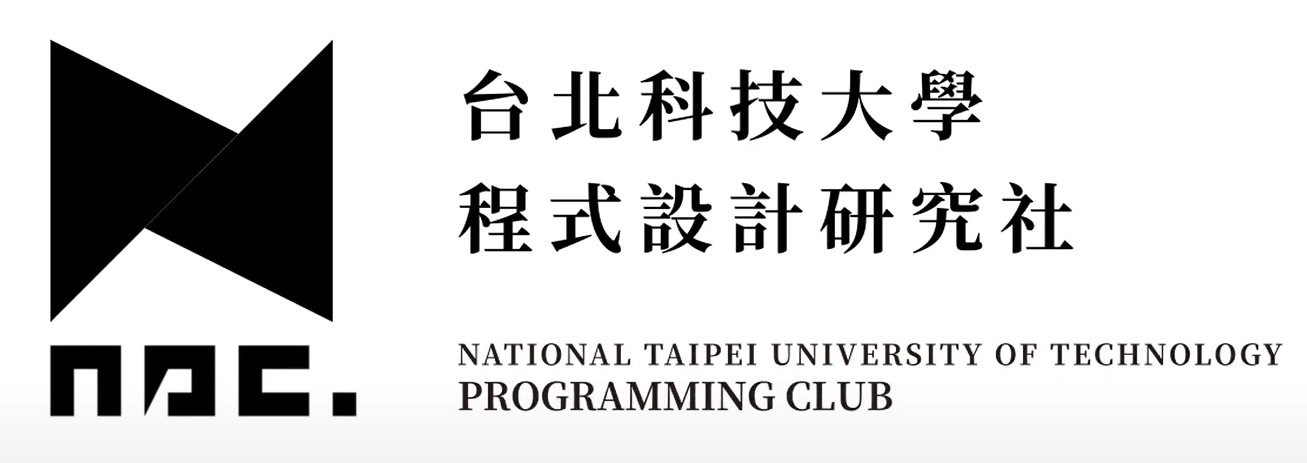 台北科技大學
程式設計研究社
npc.
NATIONAL TAIPEI UNIVERSITY OF TECHNOLOGY
PROGRAMMING CLUB